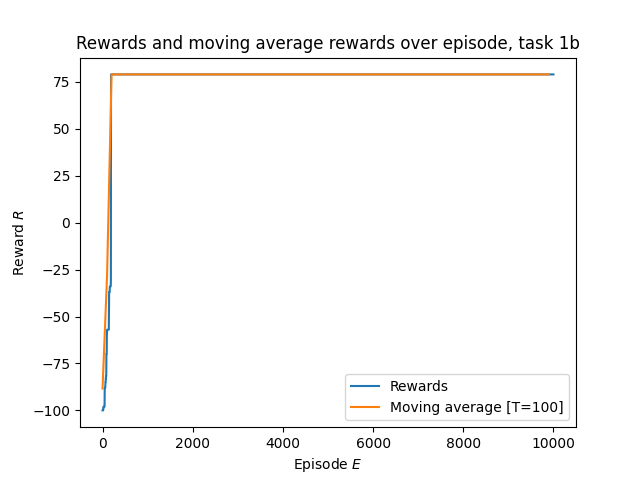 Rewards and moving average rewards over episode, task 1b
75
50
25
0
−25
−50
−75
−100
Reward R
0
2000
4000
6000
8000
10000
Episode E
Rewards
Moving average [T=100]